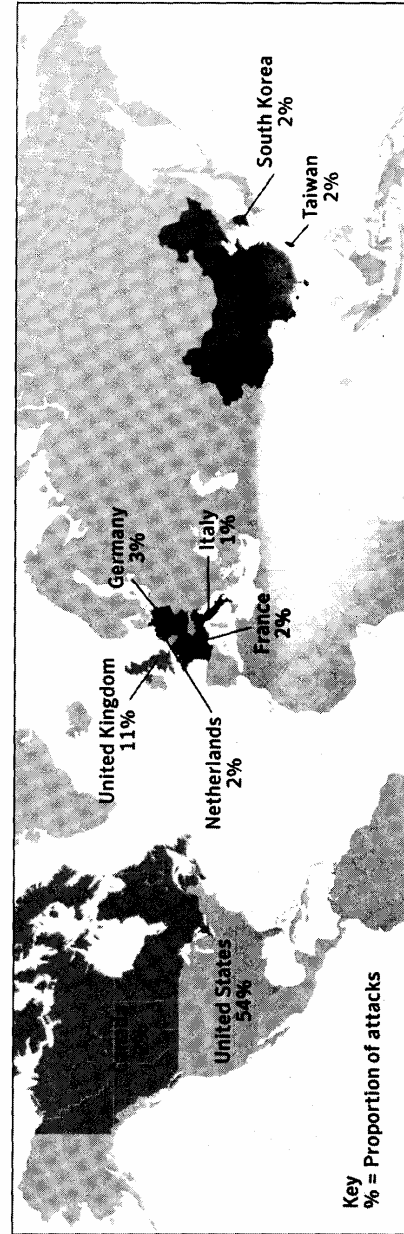 United Kingdom
11%
Germany
3%
Netherlands
2%
France
2%
Italy
1%
South Korea
2%
Taiwan
2%
United States
54%
Key
% = Proportion of attacks